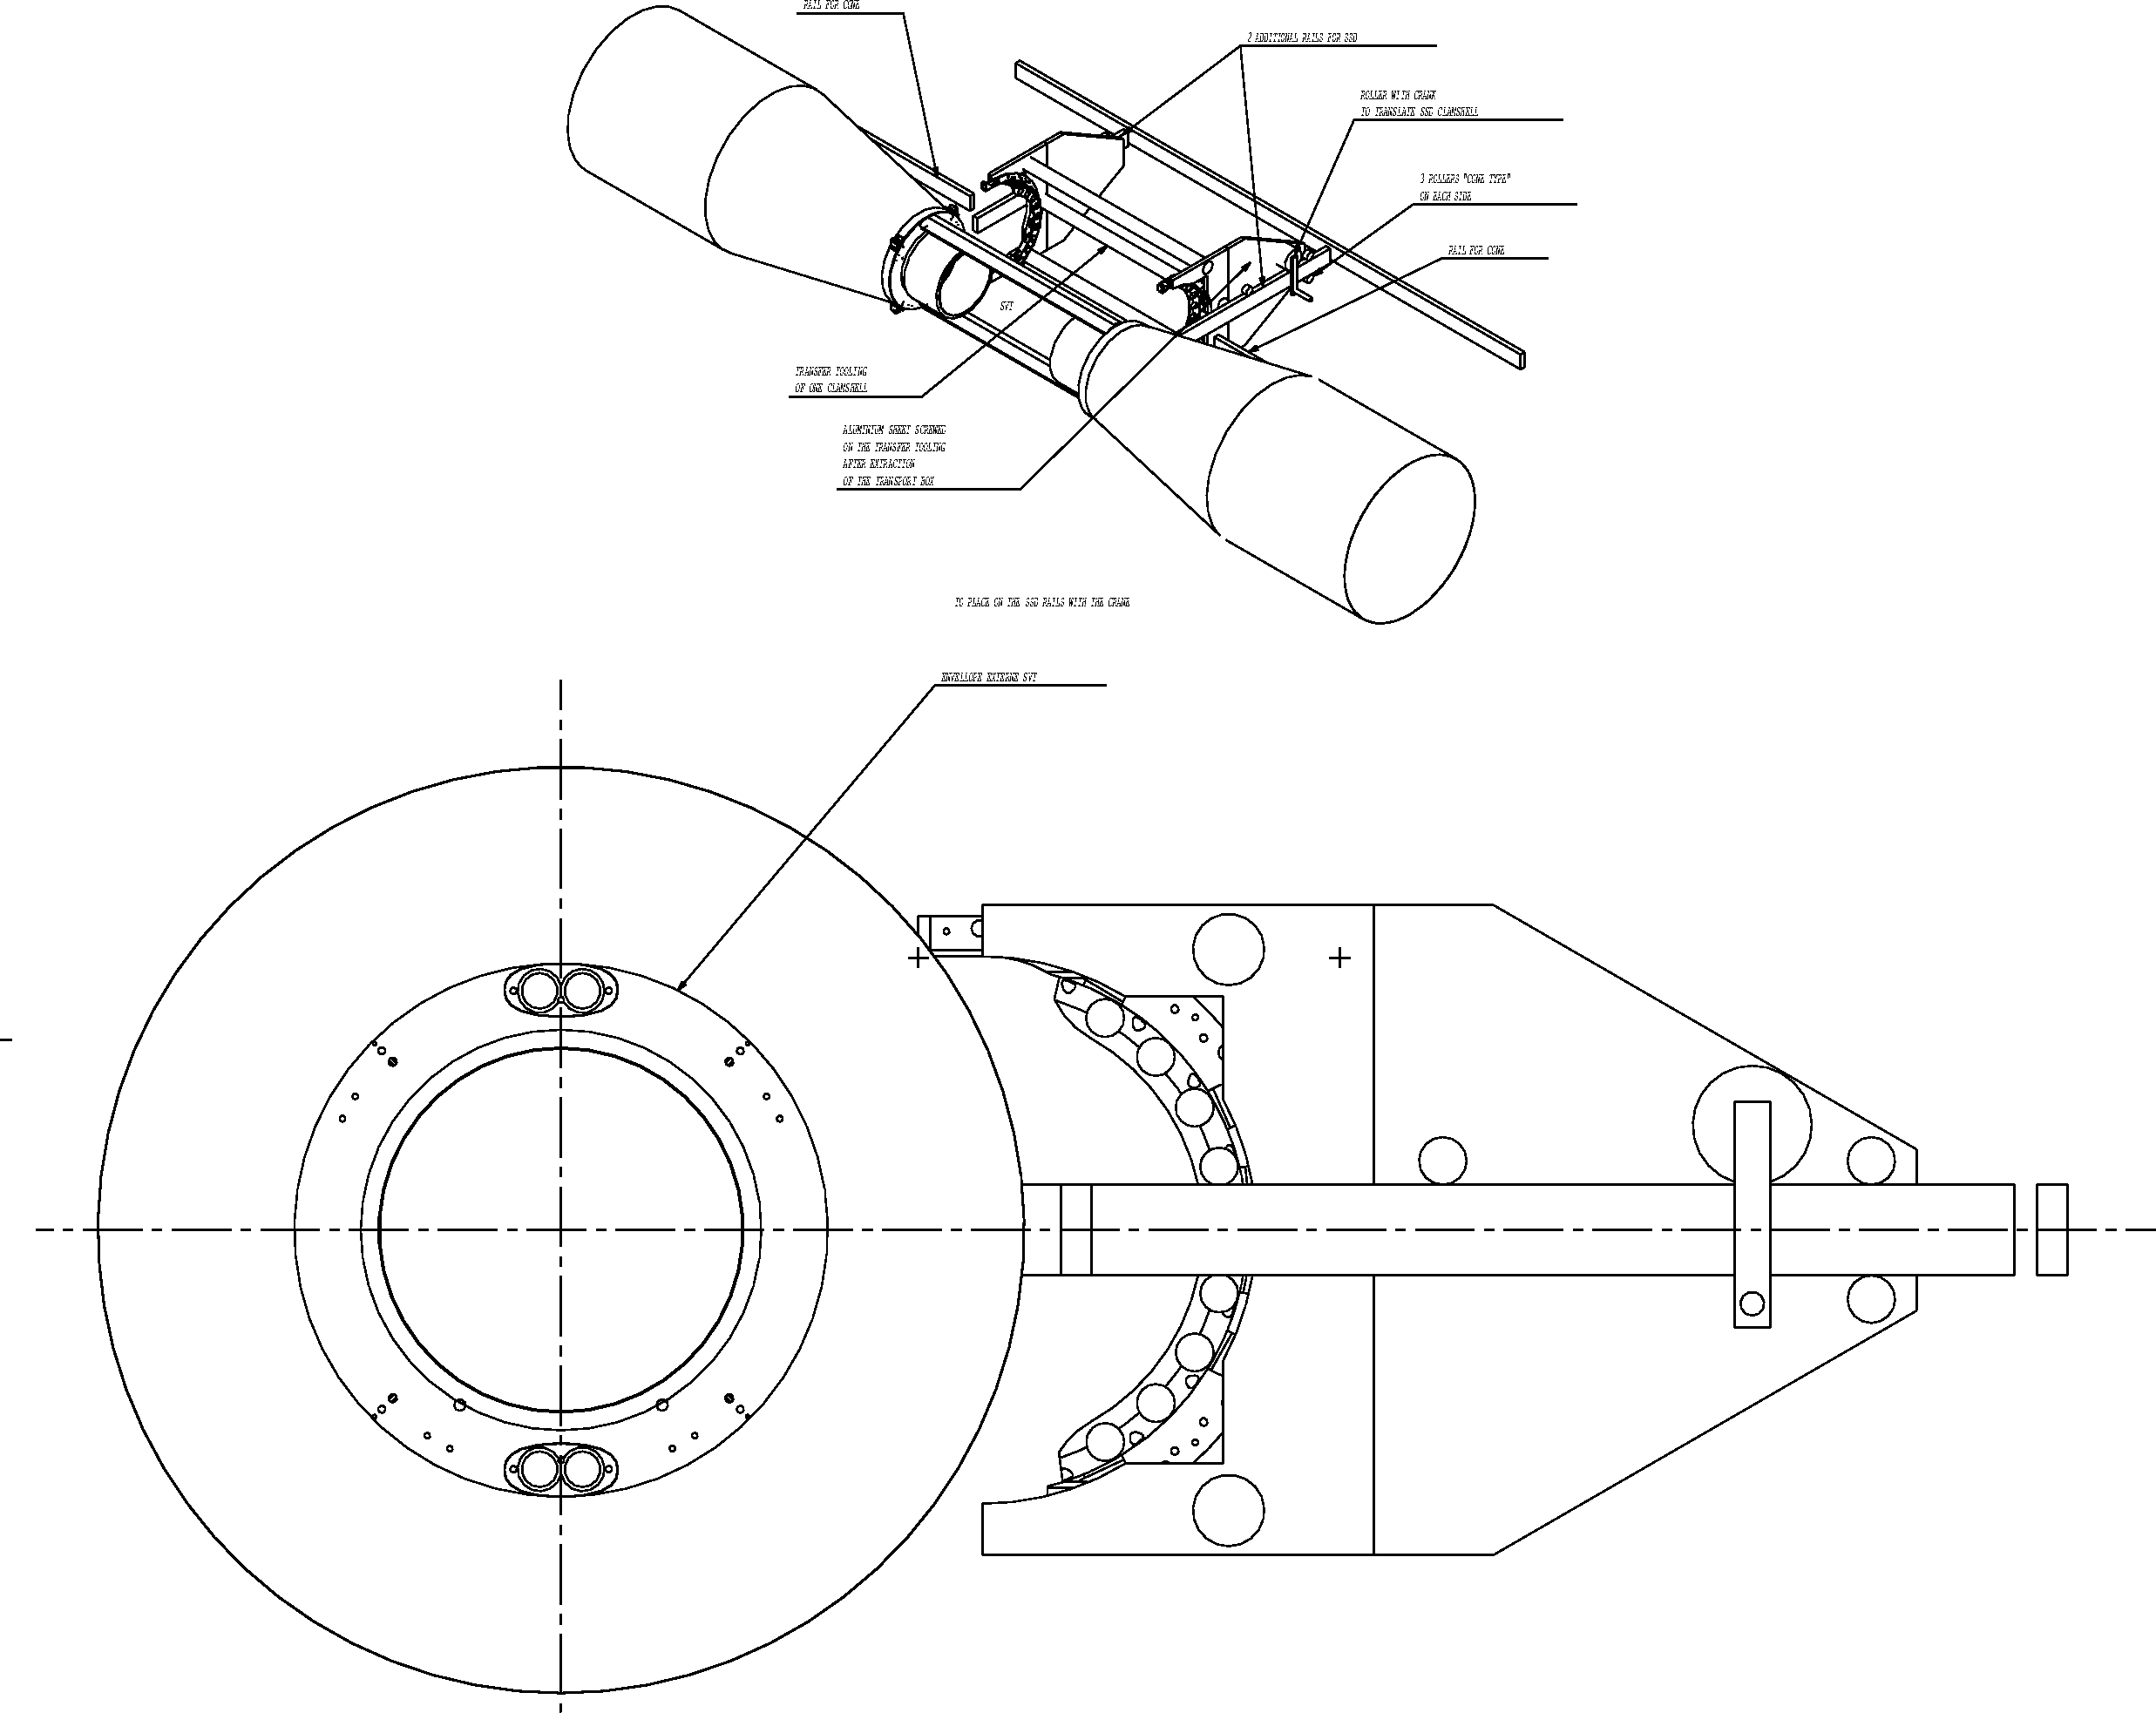 RAIL FOR CONE
2 ADDITIONAL RAILS FOR SSD
ROLLER WITH CRANK
TO TRANSLATE SSD CLAMSHELL
3 ROLLERS "CONE TYPE"
ON EACH SIDE
RAIL FOR CONE
SVT
TRANSFER TOOLING
OF ONE CLAMSHELL
ALUMINIUM SHEET SCREWED
ON THE TRANSFER TOOLING
AFTER EXTRACTION
OF THE TRANSPORT BOX
TO PLACE ON THE SSD RAILS WITH THE CRANE
ENVELLOPE EXTERNE SVT